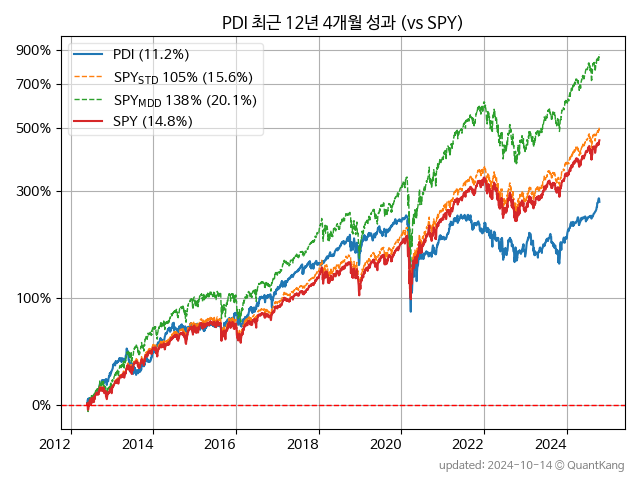 PDI 최근 12년 4개월 성과 (vs SPY)
PDI (11.2%)
SPY_STD 105% (15.6%)
SPY_MDD 138% (20.1%)
SPY (14.8%)
900%
700%
500%
300%
100%
0%
2012 2014 2016 2018 2020 2022 2024
updated: 2024-10-14 © QuantKang